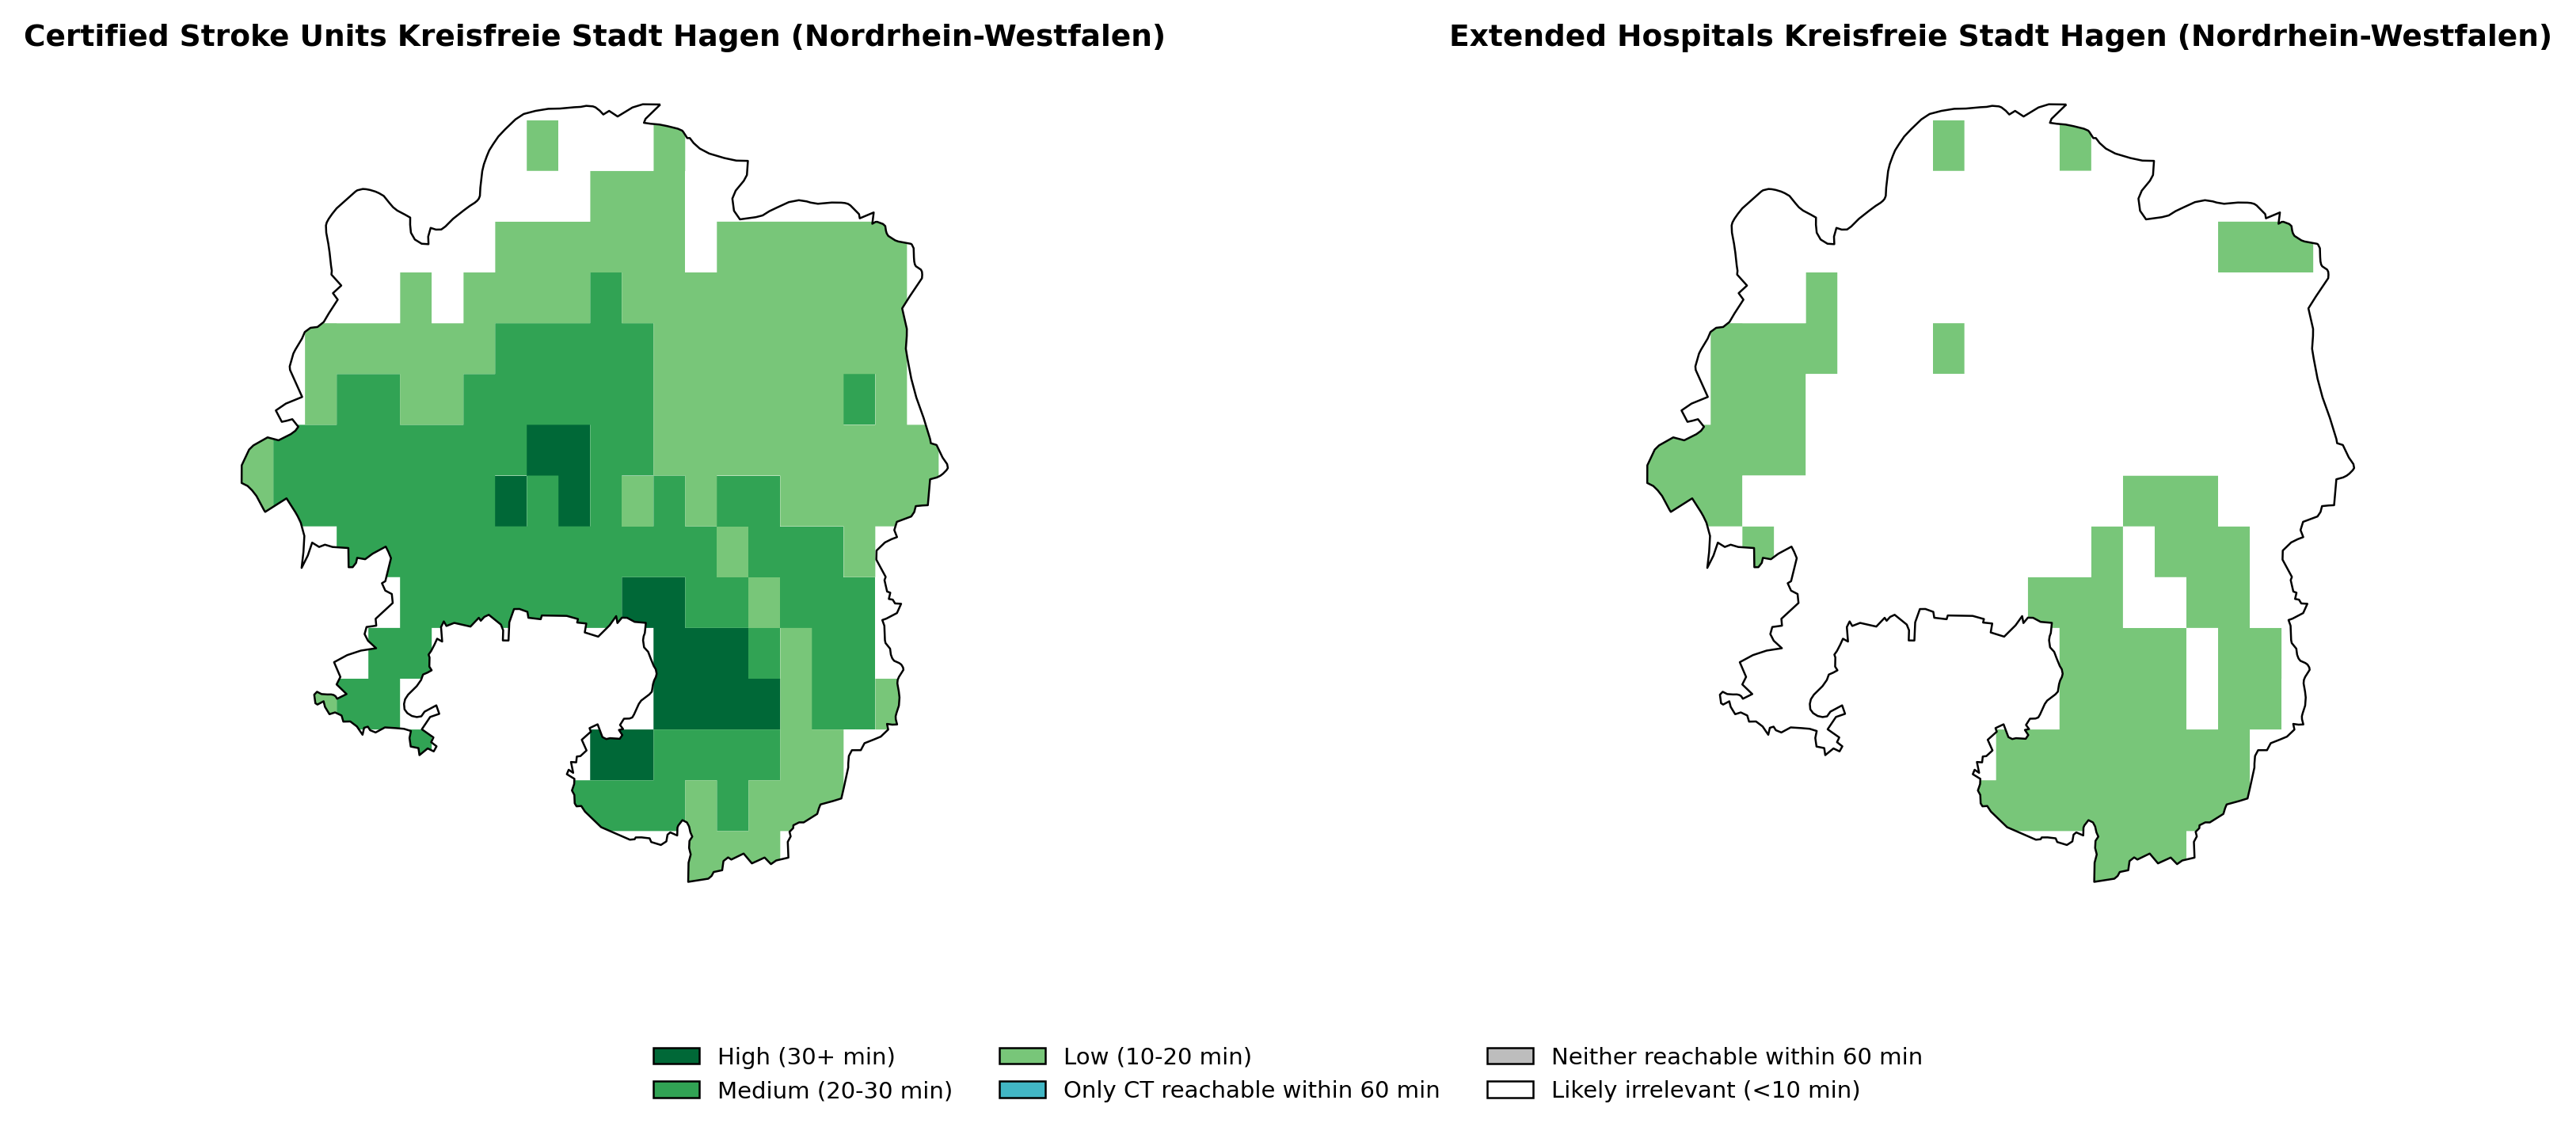 Certified Stroke Units Kreisfreie Stadt Hagen (Nordrhein-Westfalen)
Extended Hospitals Kreisfreie Stadt Hagen (Nordrhein-Westfalen)
High (30+ min)
Medium (20-30 min)
Low (10-20 min)
Only CT reachable within 60 min
Neither reachable within 60 min
Likely irrelevant (<10 min)